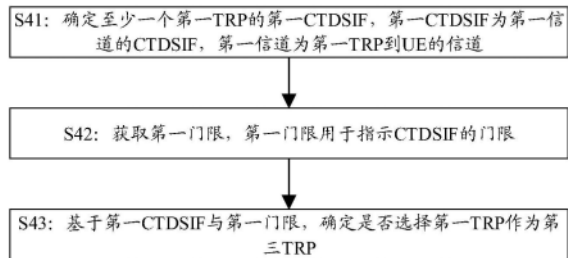 S41：确定至少一个第一TRP的第一CTDSIF，第一CTDSIF为第一信
道的CTDSIF，第一信道为第一TRP到UE的信道
S42：获取第一门限，第一门限用于指示CTDSIF的门限
S43：基于第一CTDSIF与第一门限，确定是否选择第一TRP作为第
三TRP